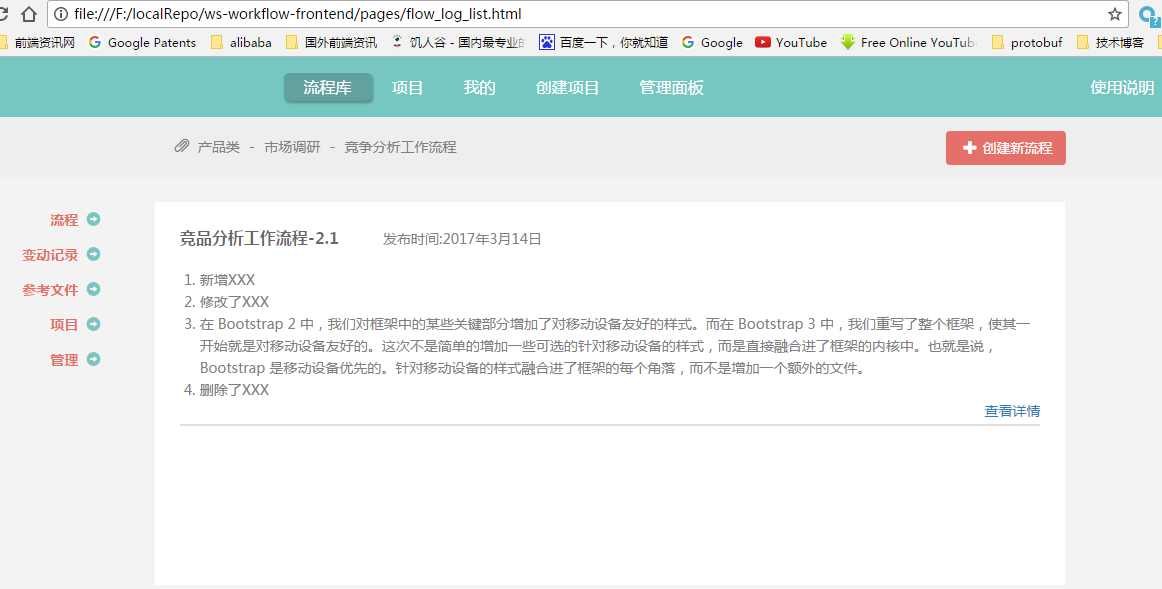 file:///F:/localRepo/ws-workflow-frontend/pages/flow_log_list.html
前端资讯网 Google Patents alibaba 国外前端资讯 饥人谷 - 国内最专业的 百度一下，你就知道 Google YouTube Free Online YouTub protobuf 技术博客
流程库 项目 我的 创建项目 管理面板 使用说明
产品类 - 市场调研 - 竞争分析工作流程
创建新流程
流程
变动记录
参考文件
项目
管理
竞品分析工作流程-2.1 发布时间:2017年3月14日
1. 新增XXX
2. 修改了XXX
3. 在 Bootstrap 2 中，我们对框架中的某些关键部分增加了对移动设备友好的样式。而在 Bootstrap 3 中，我们重写了整个框架，使其一
开始就是对移动设备友好的。这次不是简单的增加一些可选的针对移动设备的样式，而是直接融合进了框架的内核中。也就是说，
Bootstrap 是移动设备优先的。针对移动设备的样式融合进了框架的每个角落，而不是增加一个额外的文件。
4. 删除了XXX
查看详情